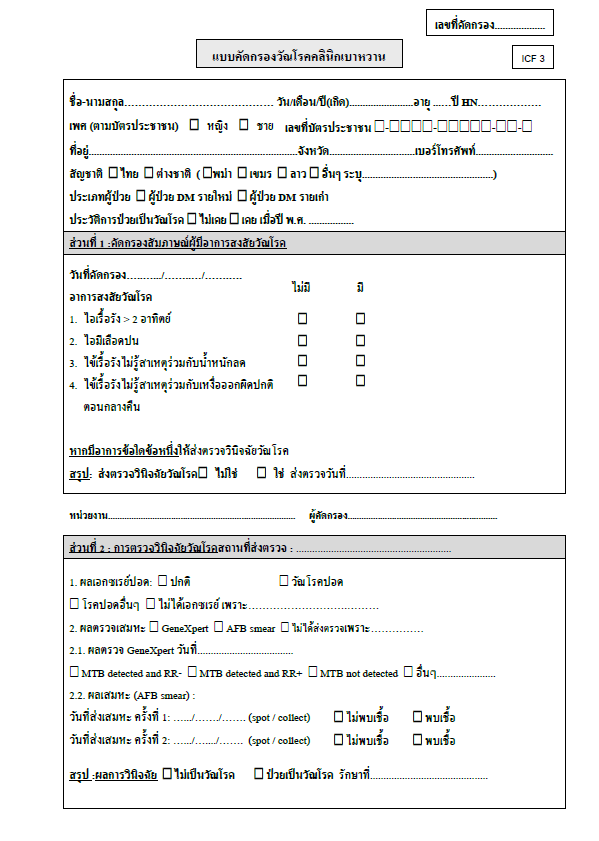 เลขที่คัดกรอง...................
แบบคัดกรองวัณโรคคลินิกเบาหวาน
ICF 3
ชื่อ-นามสกุล…………………………………… วัน/เดือน/ปี(เกิด).........................อายุ .......ปี HN………………
เพศ (ตามบัตรประชาชน) ☐ หญิง ☐ ชาย เลขที่บัตรประชาชน ☐-☐☐☐☐-☐☐☐☐☐-☐☐-☐
ที่อยู่..................................................................................จังหวัด..................................เบอร์โทรศัพท์...............................
สัญชาติ ☐ ไทย ☐ ต่างชาติ ( ☐พม่า ☐ เขมร ☐ ลาว ☐ อื่นๆ ระบุ....................................................)
ประเภทผู้ป่วย ☐ ผู้ป่วย DM รายใหม่ ☐ ผู้ป่วย DM รายเก่า
ประวัติการป่วยเป็นวัณโรค ☐ ไม่เคย ☐ เคย เมื่อปี พ.ศ. .................
ส่วนที่ 1 :คัดกรองสัมภาษณ์ผู้มีอาการสงสัยวัณโรค
วันที่คัดกรอง…………/…………/………..
ไม่มี มี
อาการสงสัยวัณโรค
1. ไอเรื้อรัง > 2 อาทิตย์ ☐ ☐
2. ไอมีเลือดปน ☐ ☐
3. ไข้เรื้อรังไม่รู้สาเหตุร่วมกับน้ำหนักลด ☐ ☐
4. ไข้เรื้อรังไม่รู้สาเหตุร่วมกับเหงื่อออกผิดปกติ ☐ ☐
ตอนกลางคืน
หากมีอาการข้อใดข้อหนึ่งให้ส่งตรวจวินิจฉัยวัณโรค
สรุป: ส่งตรวจวินิจฉัยวัณโรค☐ ไม่ใช่ ☐ ใช่ ส่งตรวจวันที่..................................................
หน่วยงาน................................................................................ ผู้คัดกรอง................................................................
ส่วนที่ 2 : การตรวจวินิจฉัยวัณโรคสถานที่ส่งตรวจ : ..............................................................
1. ผลเอกซเรย์ปอด: ☐ ปกติ ☐ วัณโรคปอด
☐ โรคปอดอื่นๆ ☐ ไม่ได้เอกซเรย์ เพราะ……………………………
2. ผลตรวจเสมหะ ☐ GeneXpert ☐ AFB smear ☐ ไม่ได้ส่งตรวจเพราะ……………
2.1. ผลตรวจ GeneXpert วันที่......................................
☐ MTB detected and RR- ☐ MTB detected and RR+ ☐ MTB not detected ☐ อื่นๆ.......................
2.2. ผลเสมหะ (AFB smear) :
วันที่ส่งเสมหะ ครั้งที่ 1: ….../……./……. (spot / collect) ☐ ไม่พบเชื้อ ☐ พบเชื้อ
วันที่ส่งเสมหะ ครั้งที่ 2: ….../……./……. (spot / collect) ☐ ไม่พบเชื้อ ☐ พบเชื้อ
สรุป :ผลการวินิจฉัย ☐ ไม่เป็นวัณโรค ☐ ป่วยเป็นวัณโรค รักษาที่..............................................